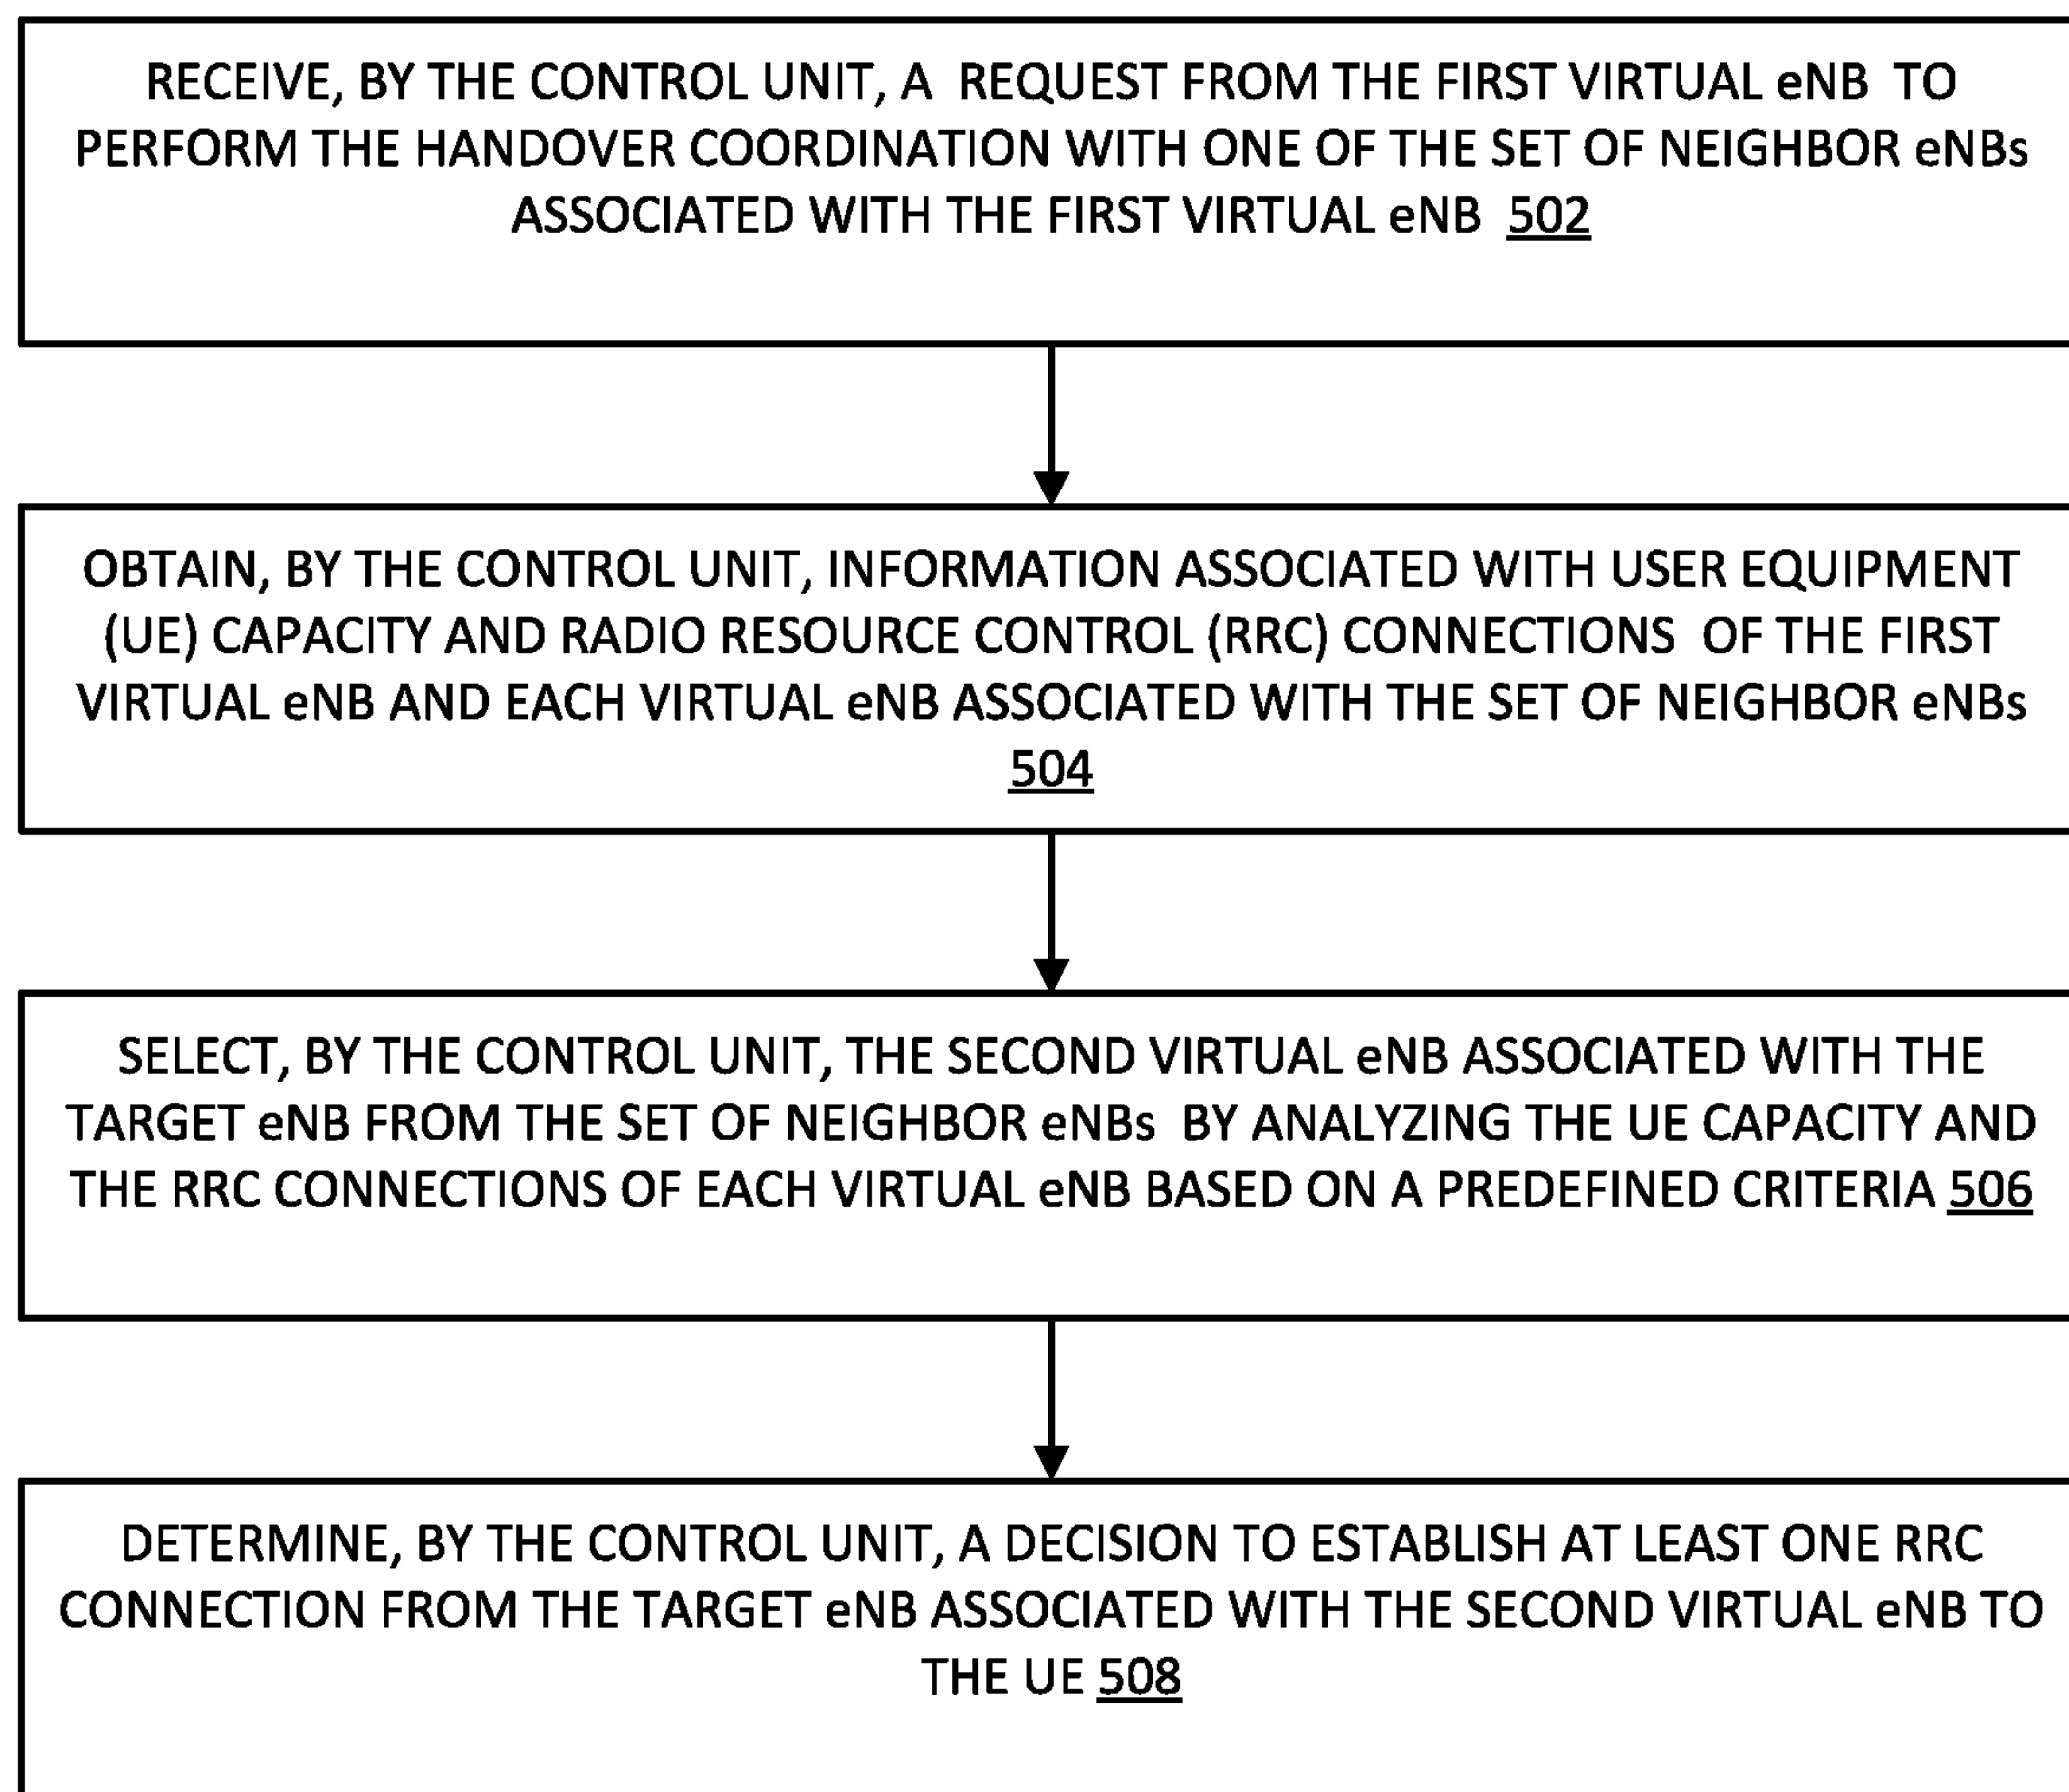 RECEIVE, BY THE CONTROL UNIT, A REQUEST FROM THE FIRST VIRTUAL eNB TO
PERFORM THE HANDOVER COORDINATION WITH ONE OF THE SET OF NEIGHBOR eNBs
ASSOCIATED WITH THE FIRST VIRTUAL eNB 502
OBTAIN, BY THE CONTROL UNIT, INFORMATION ASSOCIATED WITH USER EQUIPMENT
(UE) CAPACITY AND RADIO RESOURCE CONTROL (RRC) CONNECTIONS OF THE FIRST
VIRTUAL eNB AND EACH VIRTUAL eNB ASSOCIATED WITH THE SET OF NEIGHBOR eNBs
504
SELECT, BY THE CONTROL UNIT, THE SECOND VIRTUAL eNB ASSOCIATED WITH THE
TARGET eNB FROM THE SET OF NEIGHBOR eNBs BY ANALYZING THE UE CAPACITY AND
THE RRC CONNECTIONS OF EACH VIRTUAL eNB BASED ON A PREDEFINED CRITERIA 506
DETERMINE, BY THE CONTROL UNIT, A DECISION TO ESTABLISH AT LEAST ONE RRC
CONNECTION FROM THE TARGET eNB ASSOCIATED WITH THE SECOND VIRTUAL eNB TO
THE UE 508